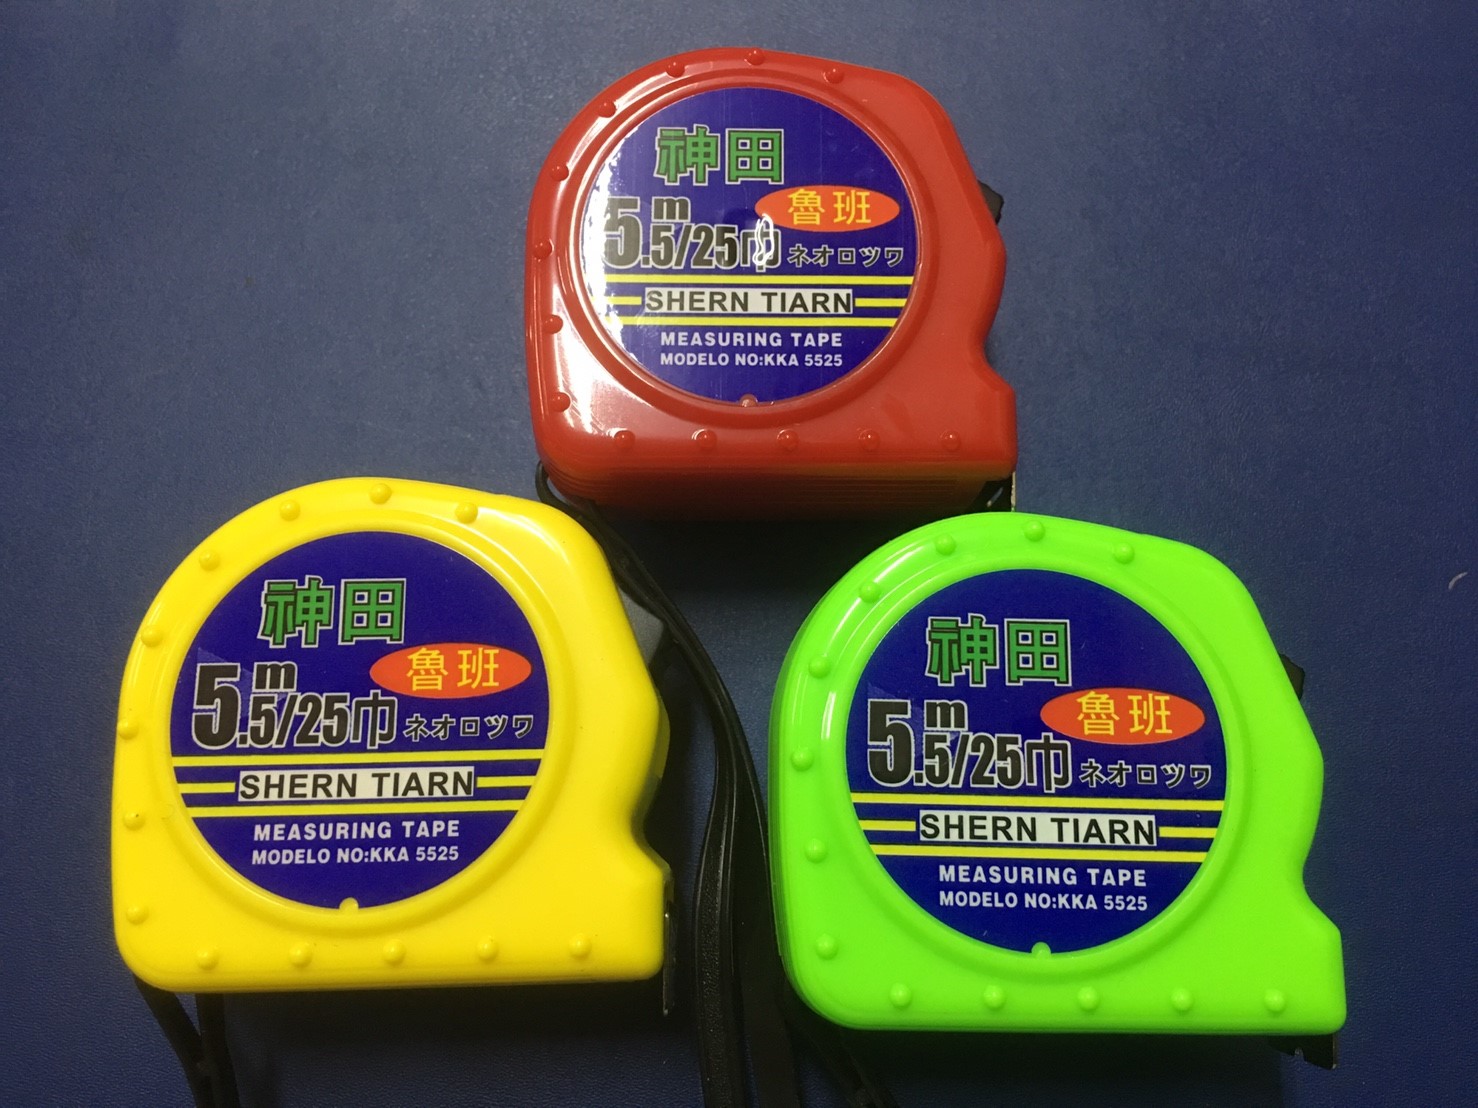 神田
魯班
5.5m/25巾 ネオロツワ
SHERN TIARN
MEASURING TAPE
MODELO NO:KKA 5525
神田
魯班
5.5m/25巾 ネオロツワ
SHERN TIARN
MEASURING TAPE
MODELO NO:KKA 5525
神田
魯班
5.5m/25巾 ネオロツワ
SHERN TIARN
MEASURING TAPE
MODELO NO:KKA 5525